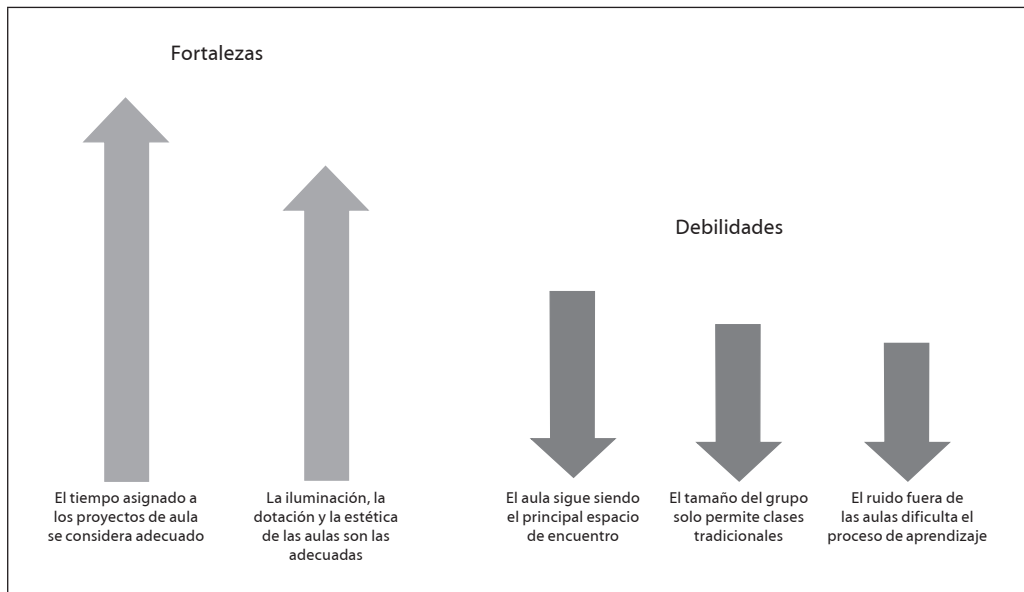 Fortalezas
El tiempo asignado a
los proyectos de aula
se considera adecuado
La iluminación, la
dotación y la estética
de las aulas son las
adecuadas
Debilidades
El aula sigue siendo
el principal espacio
de encuentro
El tamaño del grupo
solo permite clases
tradicionales
El ruido fuera de
las aulas dificulta el
proceso de aprendizaje